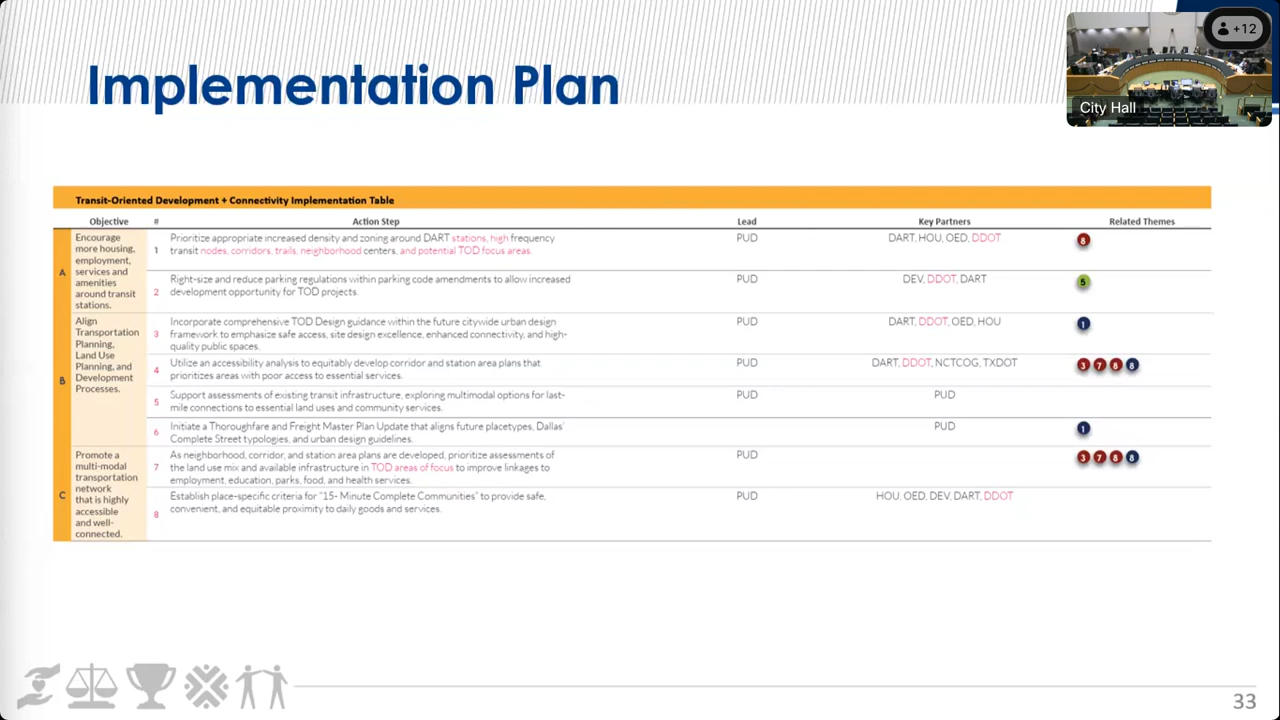 +12
City Hall
Implementation Plan
Transit-Oriented Development + Connectivity Implementation Table
Objective # Action Step Lead Key Partners Related Themes
A
Encourage
more housing,
employment,
services and
amenities
around transit
stations.
1 Prioritize appropriate increased density and zoning around DART stations, high frequency
transit nodes, corridors, trails, neighborhood centers, and potential TOD focus areas.
PUD DART, HOU, OED, DDOT 8
2 Right-size and reduce parking regulations within parking code amendments to allow increased
development opportunity for TOD projects.
PUD DEV, DDOT, DART 5
B
Align
Transportation
Planning,
Land Use
Planning, and
Development
Processes.
3 Incorporate comprehensive TOD Design guidance within the future citywide urban design
framework to emphasize safe access, site design excellence, enhanced connectivity, and high-
quality public spaces.
PUD DART, DDOT, OED, HOU 1
4 Utilize an accessibility analysis to equitably develop corridor and station area plans that
prioritizes areas with poor access to essential services.
PUD DART, DDOT, NCTCOG, TXDOT 3 7 8 8
5 Support assessments of existing transit infrastructure, exploring multimodal options for last-
mile connections to essential land uses and community services.
PUD PUD
6 Initiate a Thoroughfare and Freight Master Plan Update that aligns future placetypes, Dallas'
Complete Street typologies, and urban design guidelines.
PUD 1
C
Promote a
multi-modal
transportation
network
that is highly
accessible
and well-
connected.
7 As neighborhood, corridor, and station area plans are developed, prioritize assessments of
the land use mix and available infrastructure in TOD areas of focus to improve linkages to
employment, education, parks, food, and health services.
PUD 3 7 8 8
8 Establish place-specific criteria for "15- Minute Complete Communities" to provide safe,
convenient, and equitable proximity to daily goods and services.
PUD HOU, OED, DEV, DART, DDOT
33